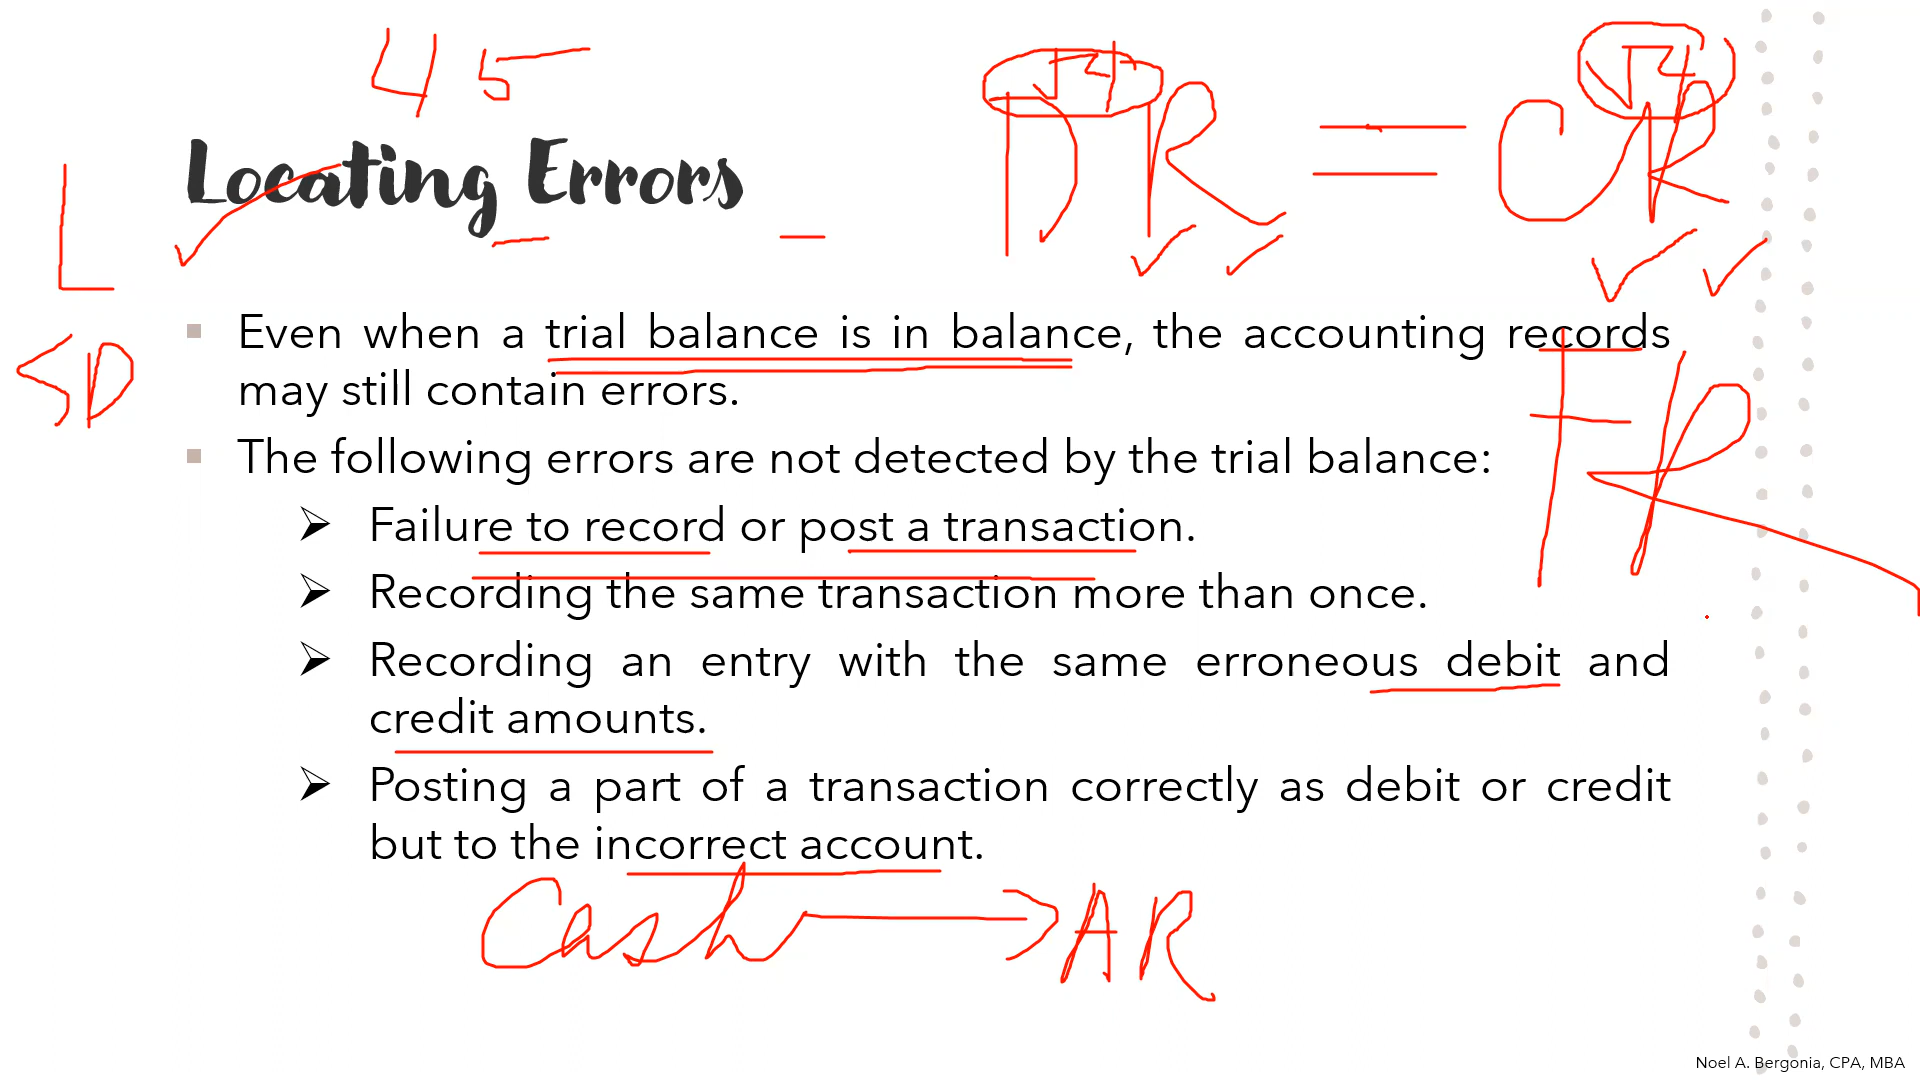 45
DR = CR
Locating Errors
L
SD
Even when a trial balance is in balance, the accounting records
may still contain errors.
FR
The following errors are not detected by the trial balance:
➢ Failure to record or post a transaction.
➢ Recording the same transaction more than once.
➢ Recording an entry with the same erroneous debit and
credit amounts.
➢ Posting a part of a transaction correctly as debit or credit
but to the incorrect account.
Cash → AR
Noel A. Bergonia, CPA, MBA